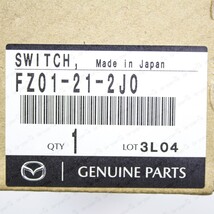 SWITCH, Made in Japan
FZ01-21-2J0
QTY 1 LOT 3L04
GENUINE PARTS